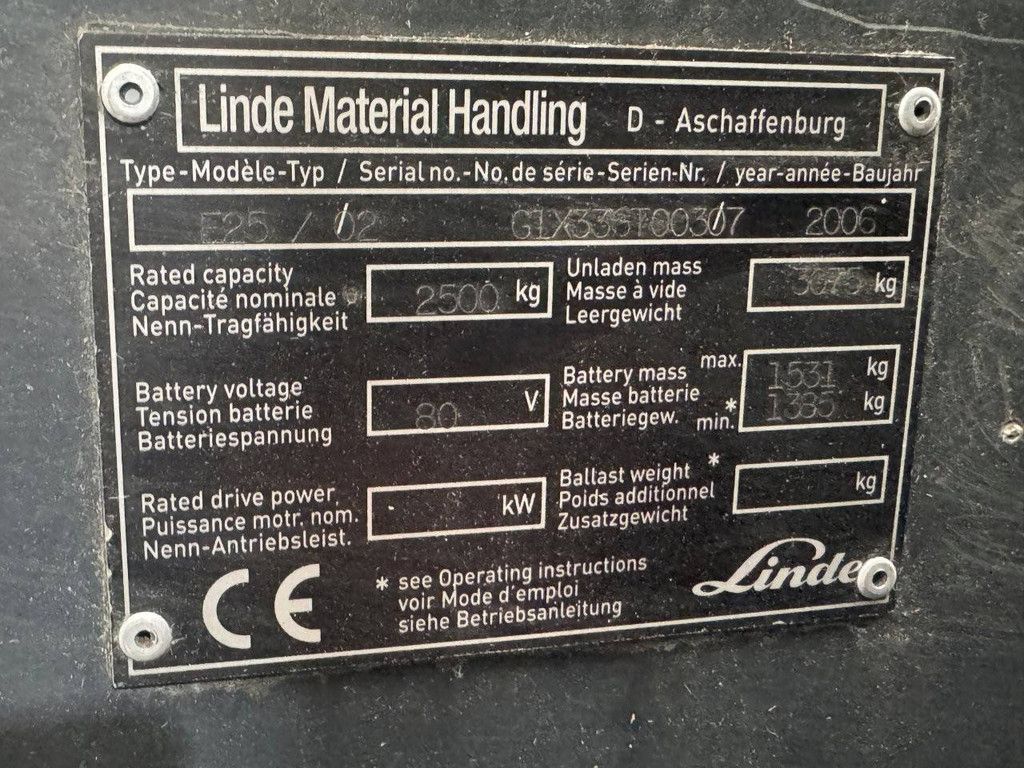 Linde Material Handling D - Aschaffenburg
Type-Modèle-Typ / Serial no.-No. de série-Serien-Nr. / year-année-Baujahr
E25 / 02 2006
Rated capacity
Capacité nominale 2500 kg
Nenn-Tragfähigkeit
Unladen mass
Masse à vide 3075 kg
Leergewicht
Battery voltage
Tension batterie 80 V
Batteriespannung
Battery mass max. 1531 kg
Masse batterie
Batteriegew. min.* 1385 kg
Rated drive power
Puissance motr. nom. kW
Nenn-Antriebsleist.
Ballast weight *
Poids additionnel kg
Zusatzgewicht
CE
* see Operating instructions
voir Mode d'emploi
siehe Betriebsanleitung
Linde